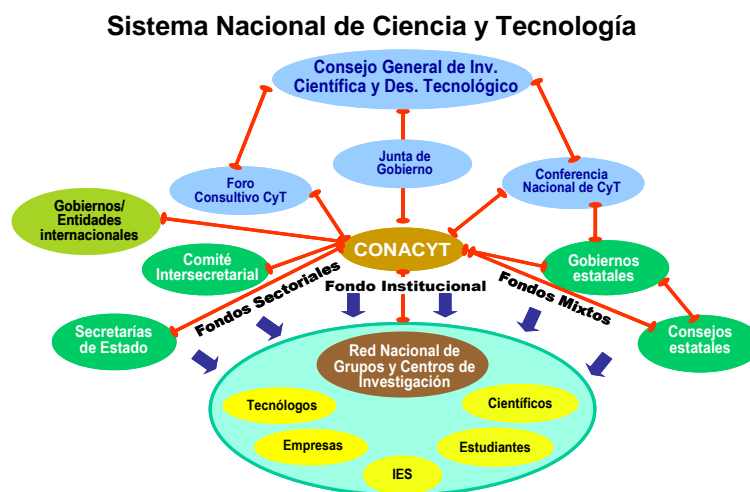 Sistema Nacional de Ciencia y Tecnología
Consejo General de Inv.
Científica y Des. Tecnológico
Junta de
Gobierno
Foro
Consultivo CyT
Conferencia
Nacional de CyT
Gobiernos/
Entidades
internacionales
CONACYT
Comité
Intersecretarial
Gobiernos
estatales
Fondos Sectoriales
Fondo Institucional
Fondos Mixtos
Secretarías
de Estado
Consejos
estatales
Red Nacional de
Grupos y Centros de
Investigación
Tecnólogos
Científicos
Empresas
Estudiantes
IES